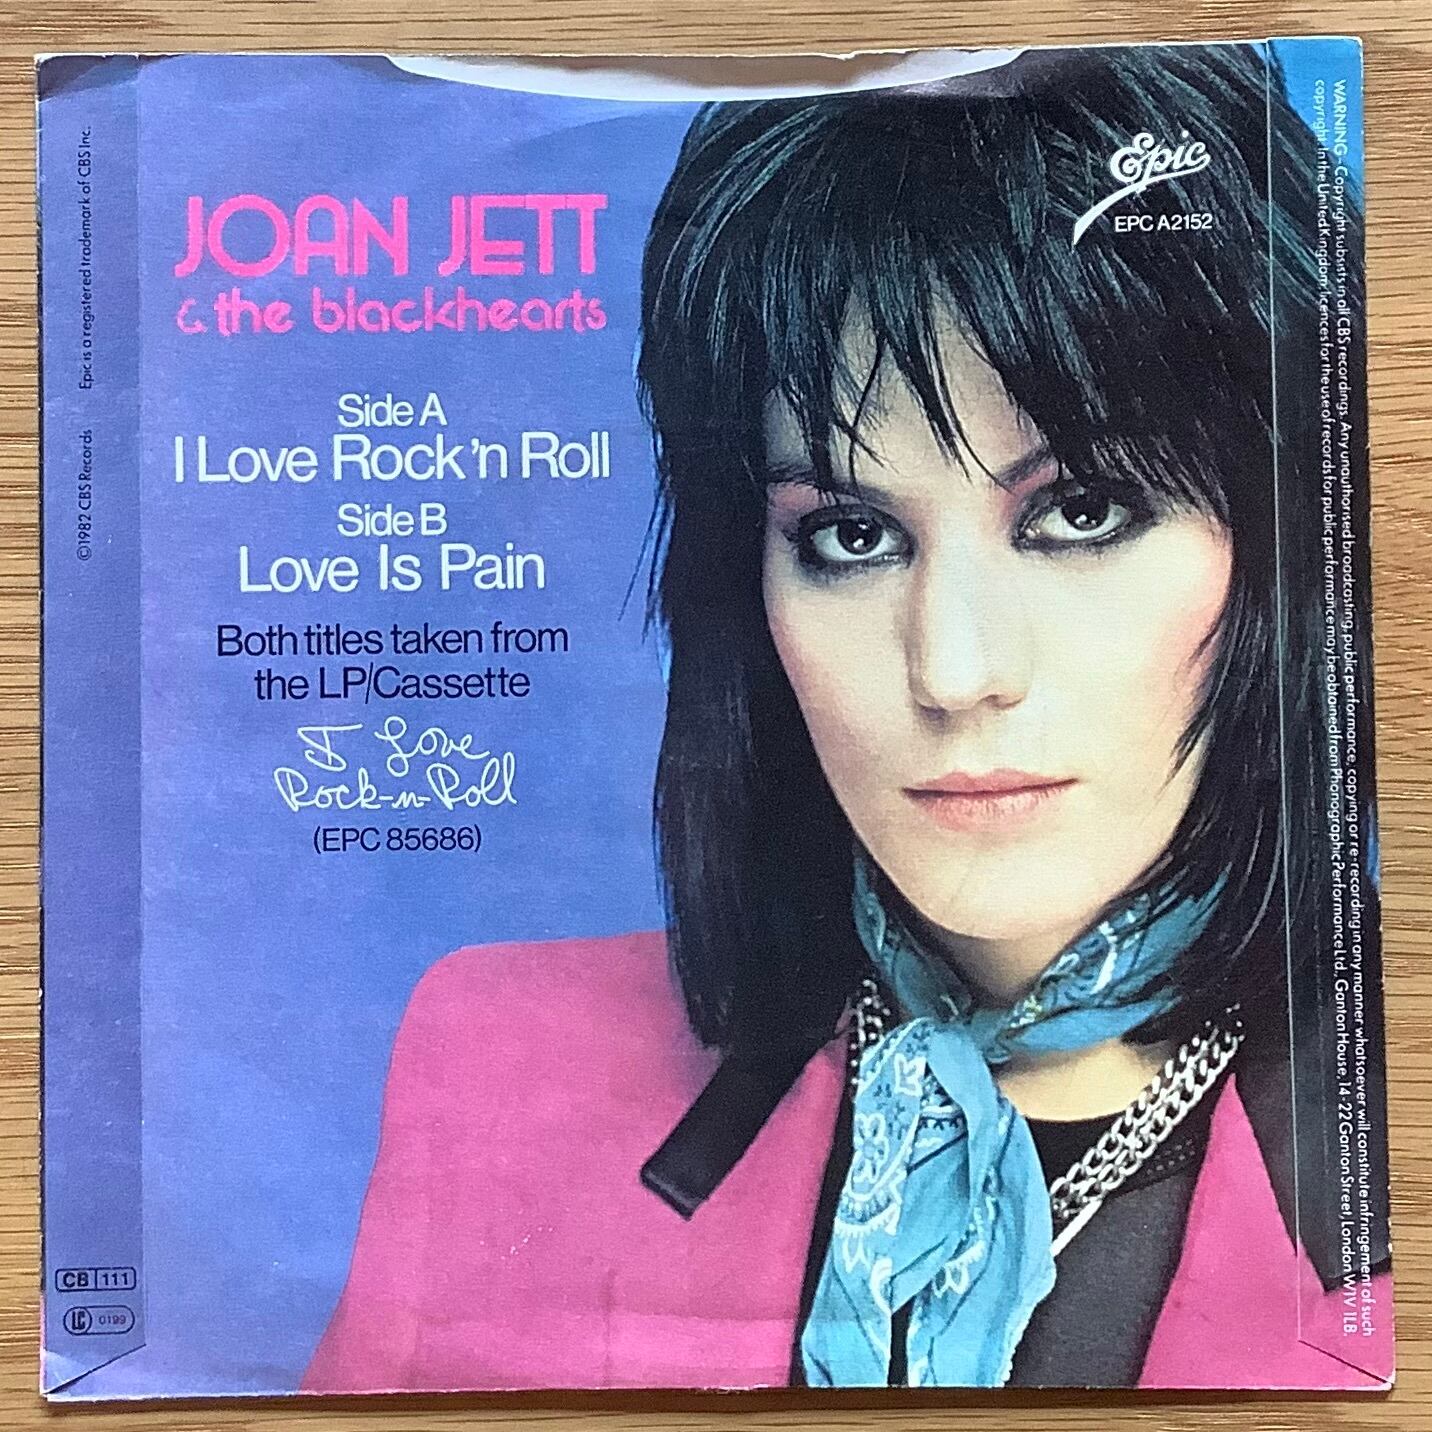 Epic
EPC A2152
JOAN JETT
& the blackhearts
Side A
I Love Rock 'n Roll
Side B
Love Is Pain
Both titles taken from
the LP/Cassette
I Love
Rock-n-Roll
(EPC 85686)
©1982 CBS Records Epic is a registered trademark of CBS Inc.
CB 111
LC 0199
WARNING - Copyright subsists in all CBS recordings. Any unauthorised broadcasting, public performance, copying or re-recording in any manner whatsoever will constitute infringement of such
copyright. In the United Kingdom, licences for the use of records for public performance may be obtained from Phonographic Performance Ltd., Ganton House, 14-22 Ganton Street, London W1V 1LB.